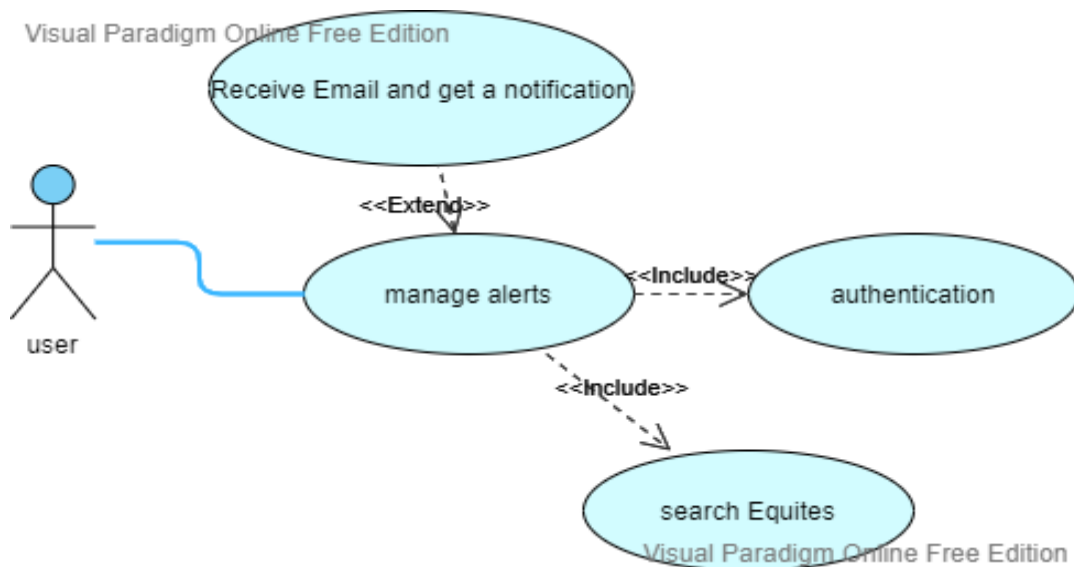 Visual Paradigm Online Free Edition
Receive Email and get a notification
<<Extend>>
manage alerts
<<Include>>
authentication
user
<<Include>>
search Equites
Visual Paradigm Online Free Edition